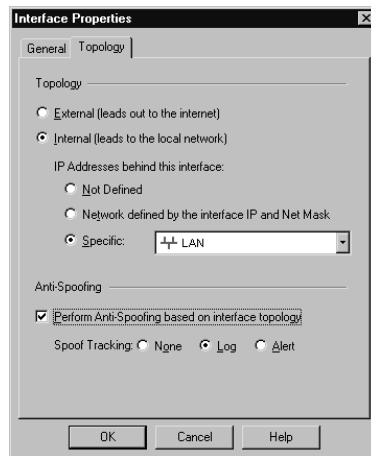 Interface Properties
General Topology
Topology
External (leads out to the internet)
Internal (leads to the local network)
IP Addresses behind this interface:
Not Defined
Network defined by the interface IP and Net Mask
Specific: LAN
Anti-Spoofing
Perform Anti-Spoofing based on interface topology
Spoof Tracking: None Log Alert
OK Cancel Help